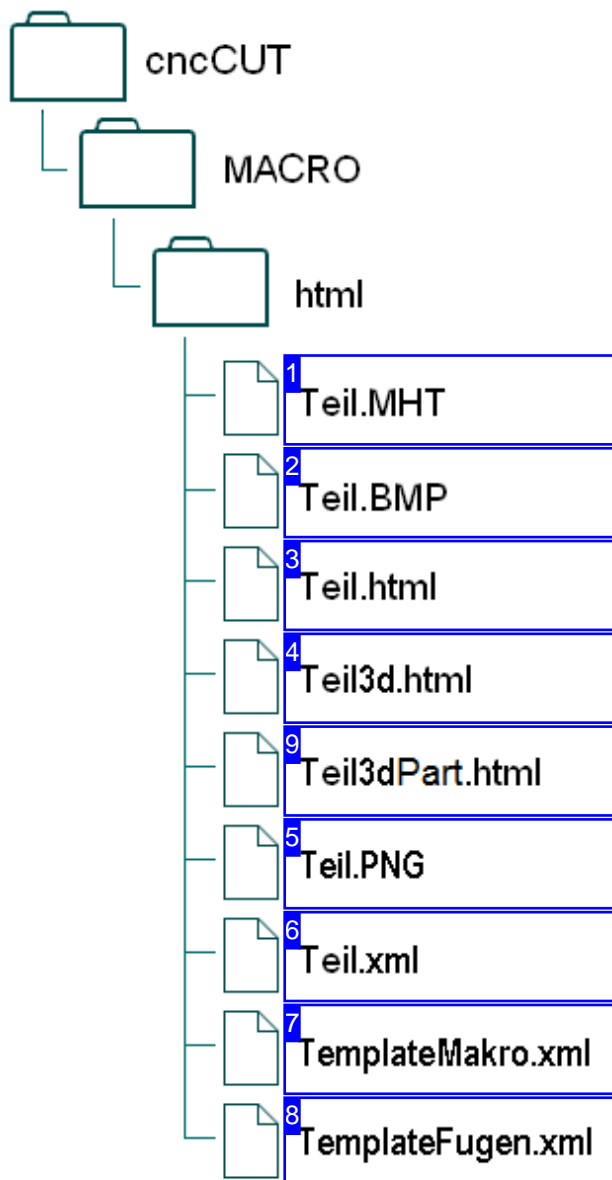 cncCUT
MACRO
html
1 Teil.MHT
2 Teil.BMP
3 Teil.html
4 Teil3d.html
9 Teil3dPart.html
5 Teil.PNG
6 Teil.xml
7 TemplateMakro.xml
8 TemplateFugen.xml